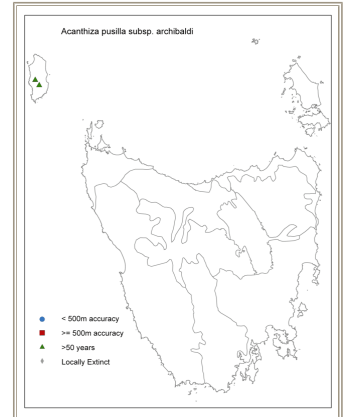 Acanthiza pusilla subsp. archibaldi
< 500m accuracy
>= 500m accuracy
>50 years
Locally Extinct